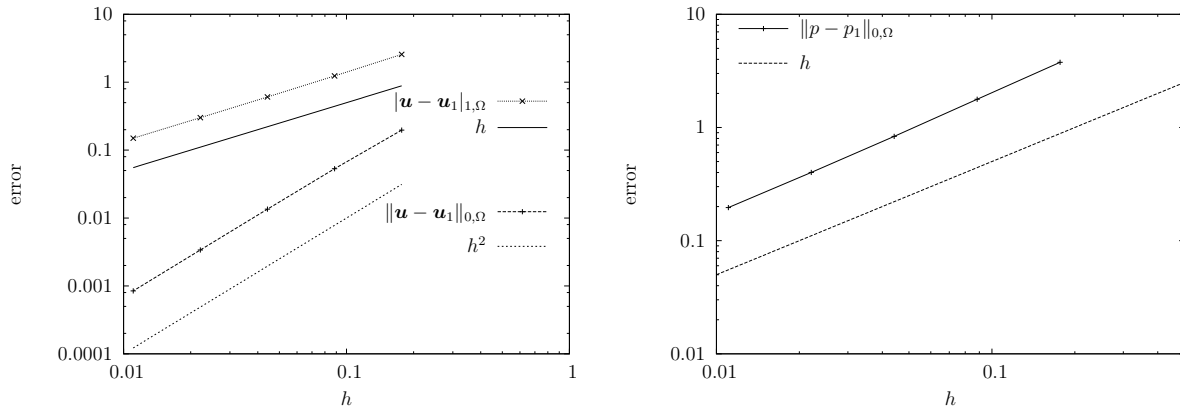 10
1
0.1
0.01
0.001
0.0001
error
0.01
0.1
1
h
|u − u₁|₁,Ω
h
‖u − u₁‖₀,Ω
h²
10
1
0.1
0.01
error
0.01
0.1
h
‖p − p₁‖₀,Ω
h